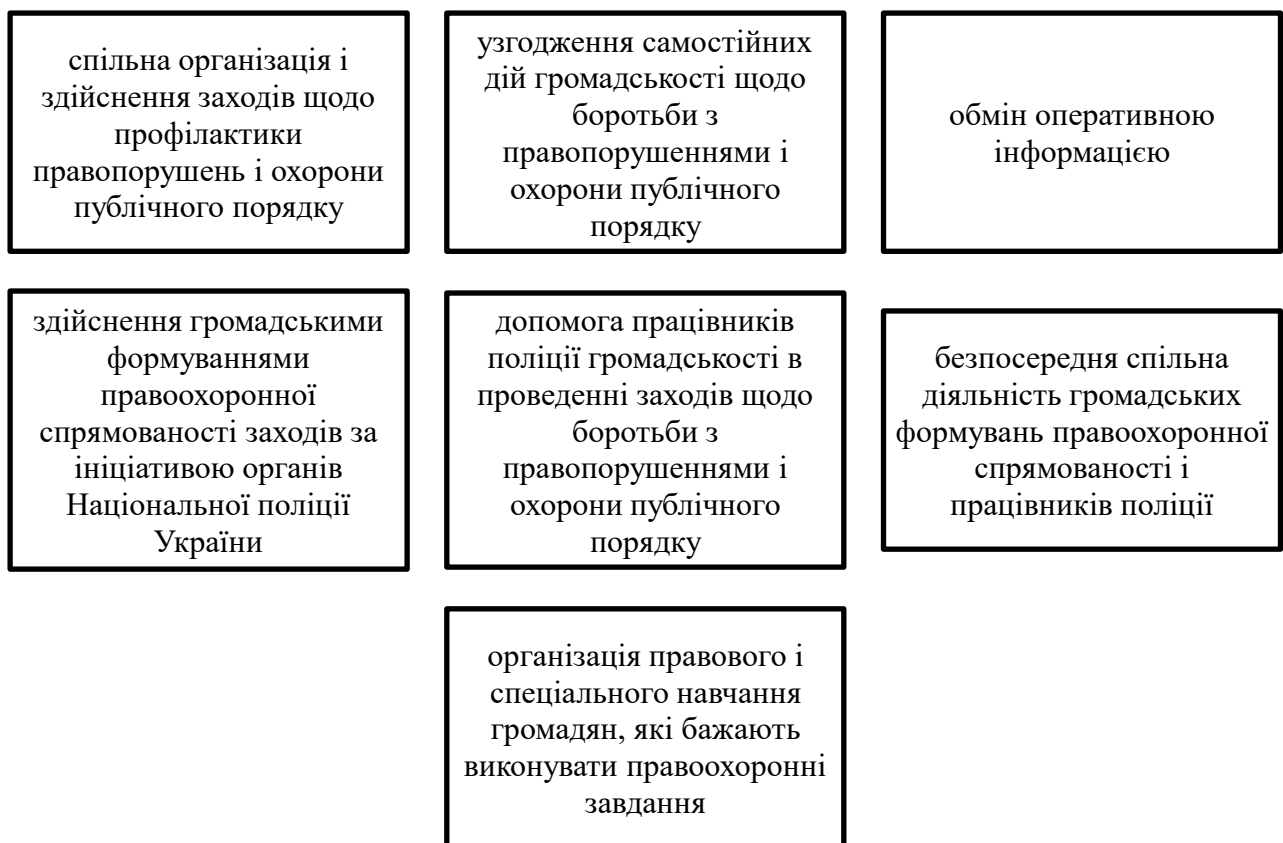 спільна організація і
здійснення заходів щодо
профілактики
правопорушень і охорони
публічного порядку
узгодження самостійних
дій громадськості щодо
боротьби з
правопорушеннями і
охорони публічного
порядку
обмін оперативною
інформацією
здійснення громадськими
формуваннями
правоохоронної
спрямованості заходів за
ініціативою органів
Національної поліції
України
допомога працівників
поліції громадськості в
проведенні заходів щодо
боротьби з
правопорушеннями і
охорони публічного
порядку
безпосередня спільна
діяльність громадських
формувань правоохоронної
спрямованості і
працівників поліції
організація правового і
спеціального навчання
громадян, які бажають
виконувати правоохоронні
завдання